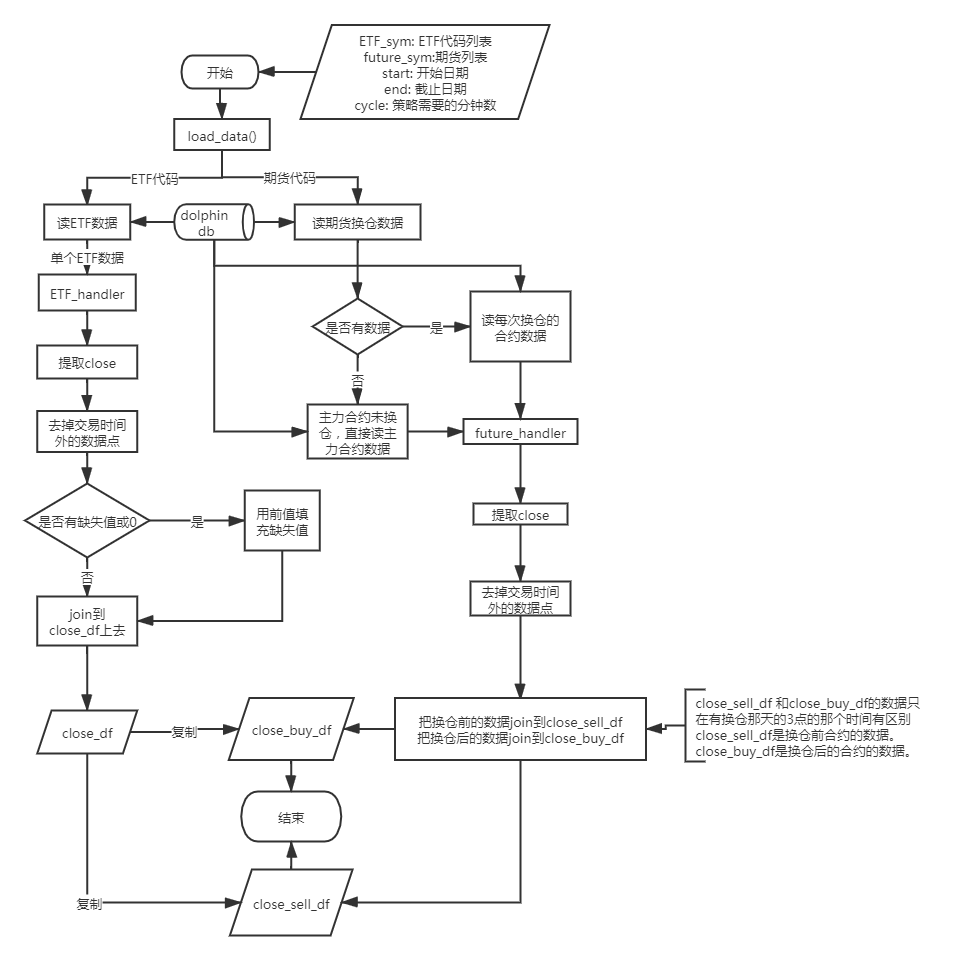 ETF_sym: ETF代码列表
future_sym:期货列表
start: 开始日期
end: 截止日期
cycle: 策略需要的分钟数
开始
load_data()
ETF代码
期货代码
读ETF数据
dolphin
db
读期货换仓数据
单个ETF数据
ETF_handler
是否有数据
是
读每次换仓的
合约数据
提取close
否
去掉交易时间
外的数据点
主力合约未换
仓，直接读主
力合约数据
future_handler
是否有缺失值或0
是
用前值填
充缺失值
提取close
否
join到
close_df上去
去掉交易时间
外的数据点
close_df
复制
close_buy_df
把换仓前的数据join到close_sell_df
把换仓后的数据join到close_buy_df
close_sell_df 和close_buy_df的数据只
在有换仓那天的3点的那个时间有区别
close_sell_df是换仓前合约的数据。
close_buy_df是换仓后的合约的数据。
结束
复制
close_sell_df